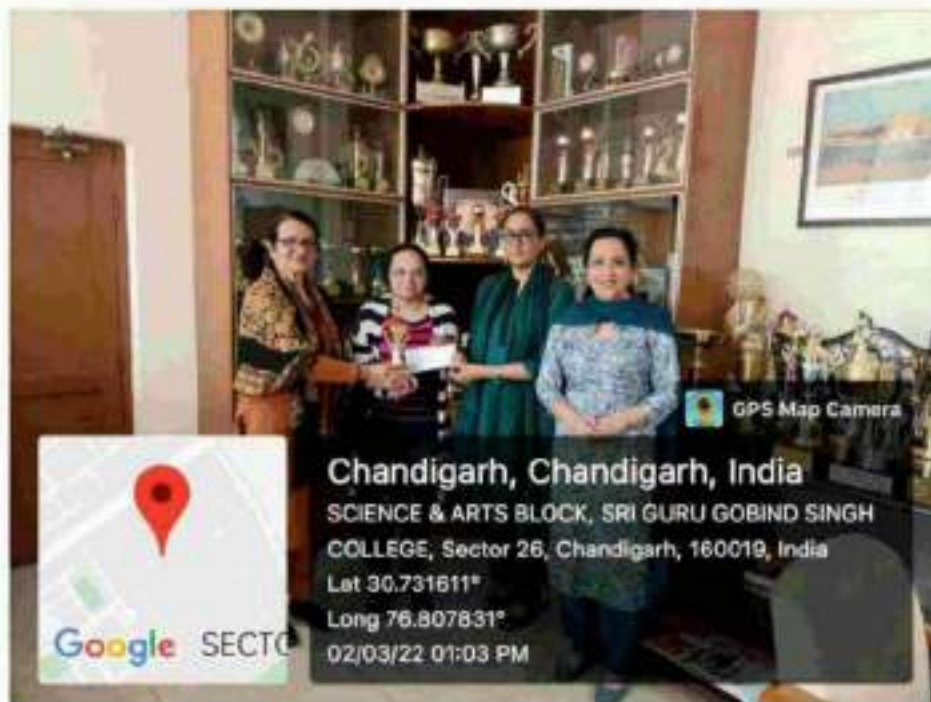 GPS Map Camera
Chandigarh, Chandigarh, India
SCIENCE & ARTS BLOCK, SRI GURU GOBIND SINGH
COLLEGE, Sector 26, Chandigarh, 160019, India
Lat 30.731611°
Long 76.807831°
02/03/22 01:03 PM
Google SECTO